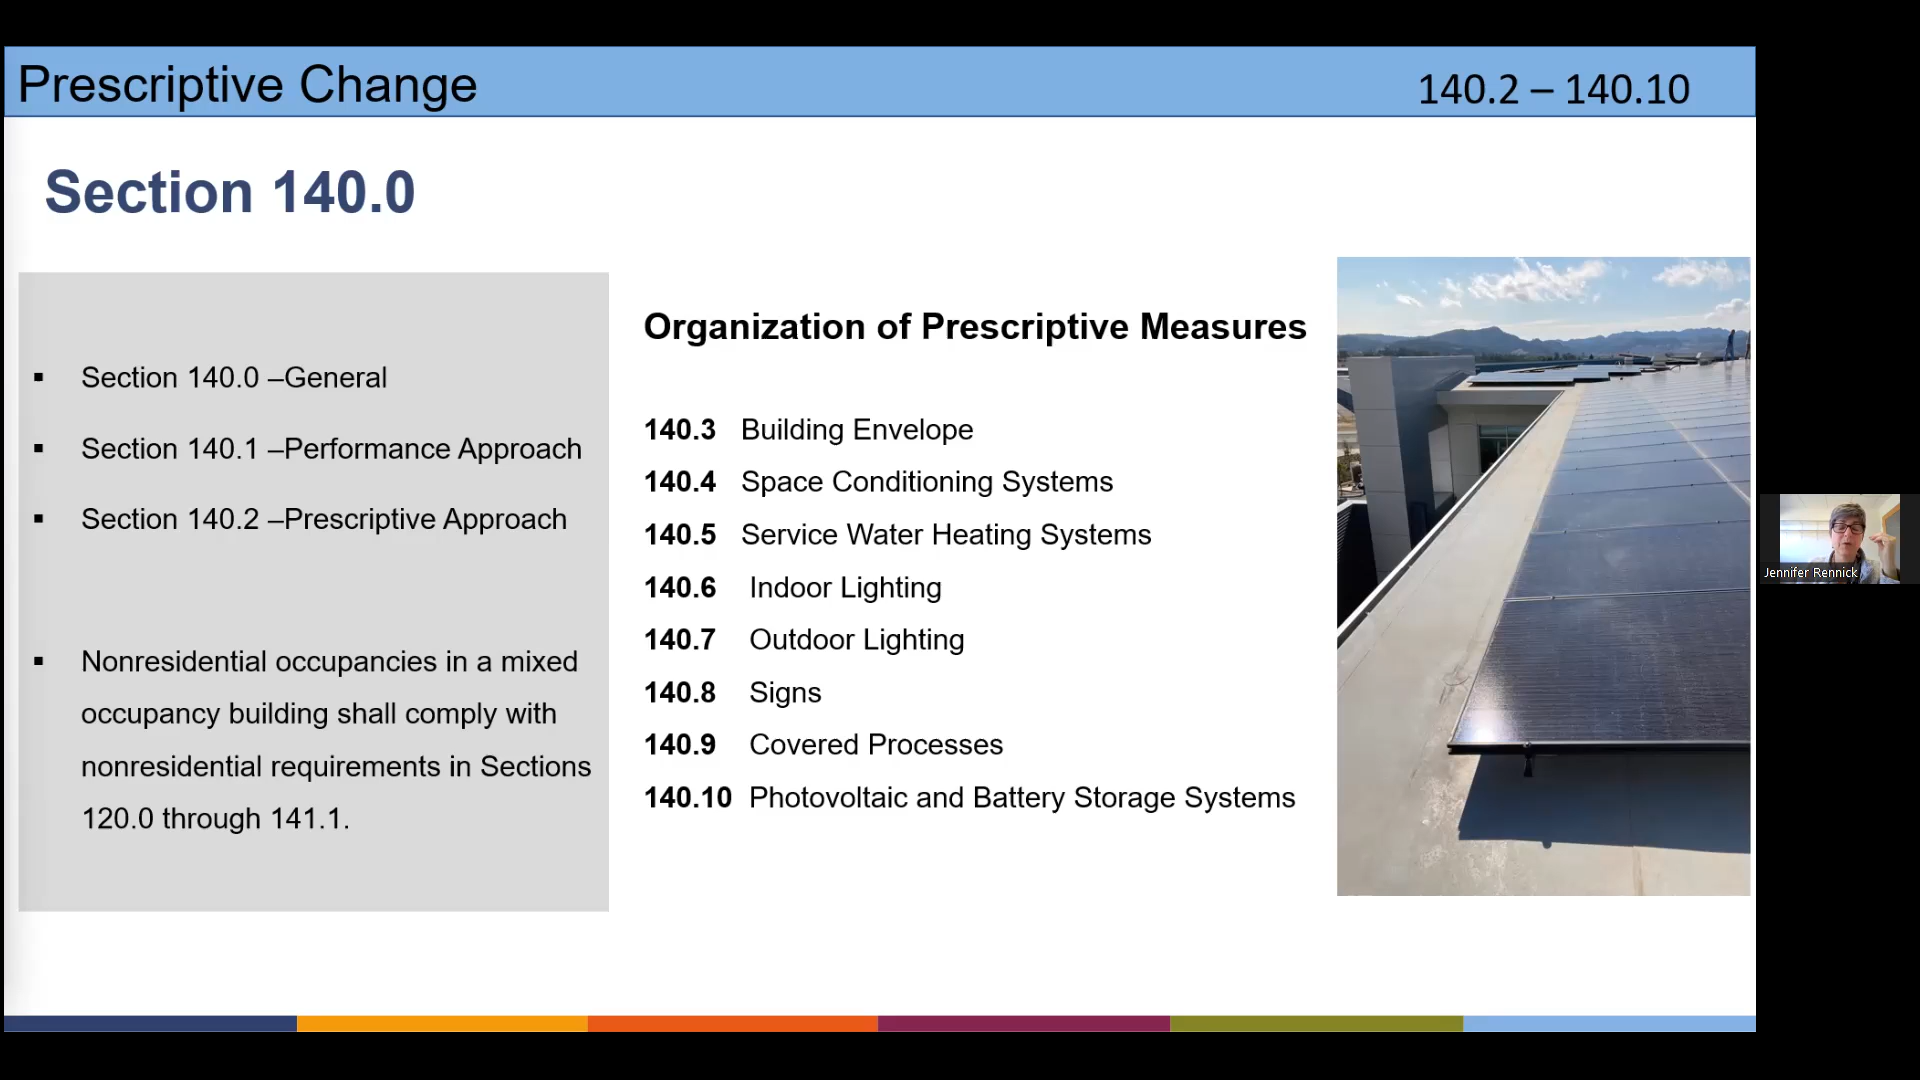 Prescriptive Change
140.2 – 140.10
Section 140.0
▪ Section 140.0 –General
▪ Section 140.1 –Performance Approach
▪ Section 140.2 –Prescriptive Approach
▪ Nonresidential occupancies in a mixed
occupancy building shall comply with
nonresidential requirements in Sections
120.0 through 141.1.
Organization of Prescriptive Measures
140.3 Building Envelope
140.4 Space Conditioning Systems
140.5 Service Water Heating Systems
140.6 Indoor Lighting
140.7 Outdoor Lighting
140.8 Signs
140.9 Covered Processes
140.10 Photovoltaic and Battery Storage Systems
Jennifer Rennick